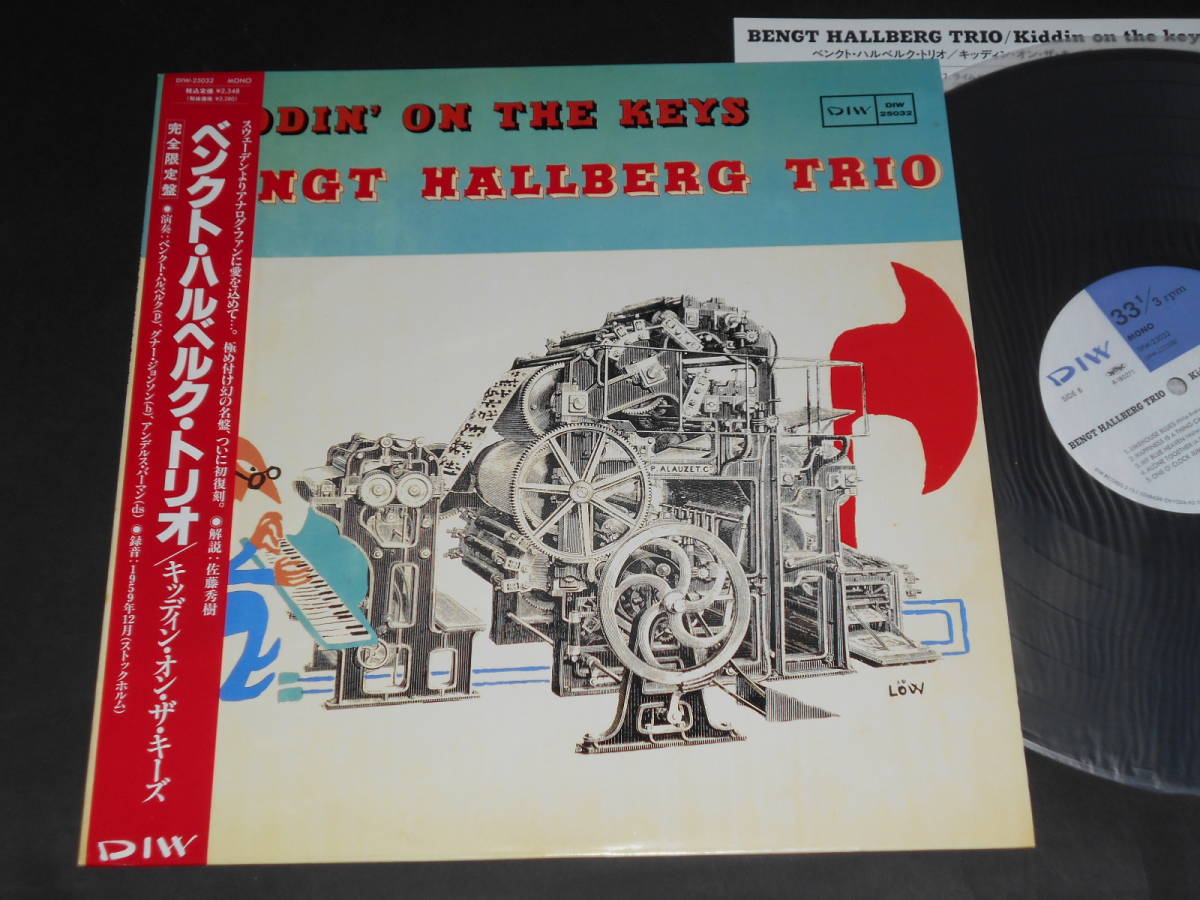 DIW-25032 MONO
税込定価 ¥2,348
(税抜価格 ¥2,280)
完全限定盤
スウェーデンよりアナログ・ファンに愛を込めて…。極め付け幻の名盤、ついに初復刻。
●解説：佐藤秀樹
ベンクト・ハルベルク・トリオ/キッディン・オン・ザ・キーズ
●演奏：ベンクト・ハルベルク(p)、グナー・ジョンソン(b)、アンデルス・バーマン(ds)
●録音：1959年12月(ストックホルム)
DIW
DDIN' ON THE KEYS
NGT HALLBERG TRIO
DIW
DIW
25032
P. ALAUZET.C
LÖW
BENGT HALLBERG TRIO/Kiddin on the key
ベンクト・ハルベルク・トリオ/キッディン・オン・ザ・キ
33 1/3 rpm
MONO
DIW-25032
DIW
SIDE B
BENGT HALLBERG TRIO